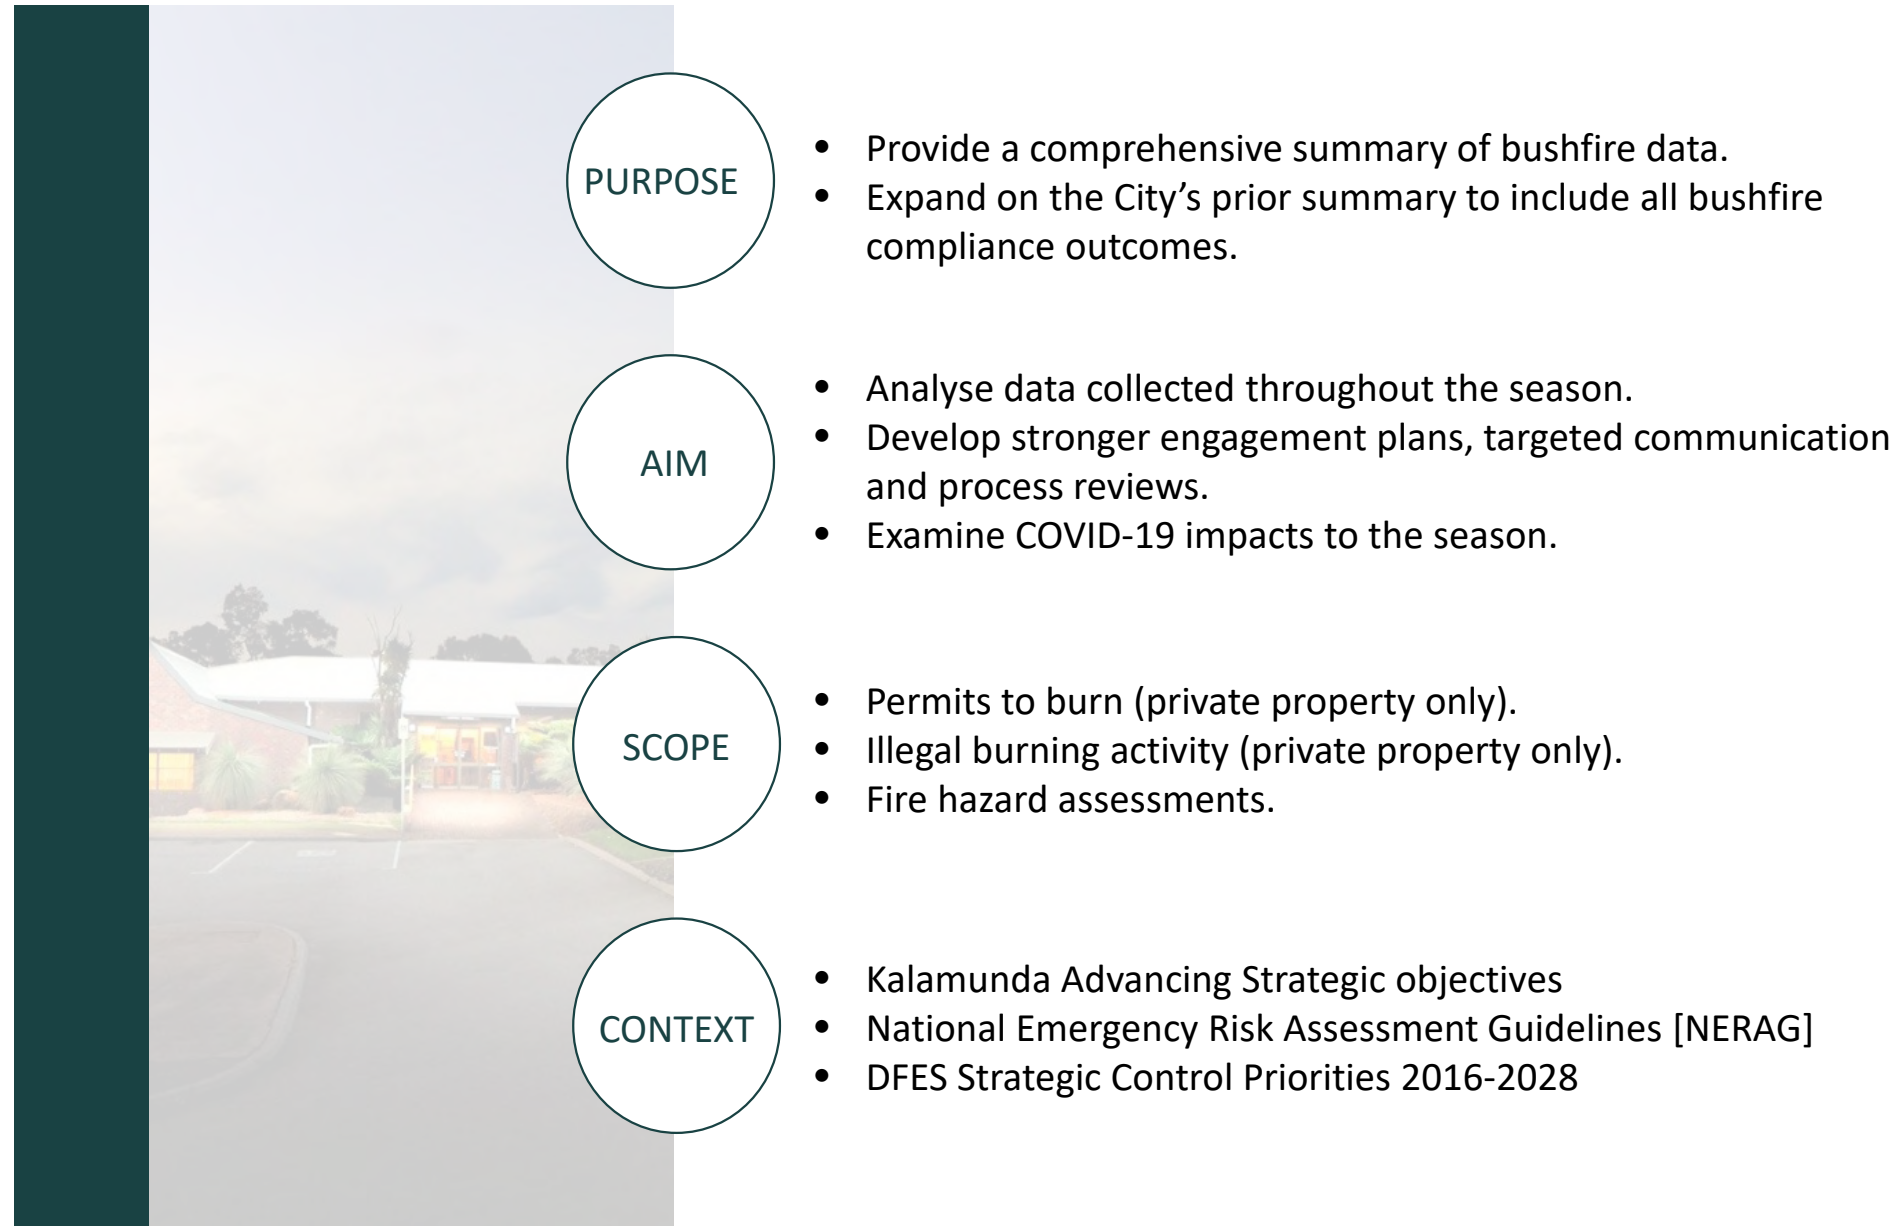 PURPOSE
• Provide a comprehensive summary of bushfire data.
• Expand on the City’s prior summary to include all bushfire
compliance outcomes.
AIM
• Analyse data collected throughout the season.
• Develop stronger engagement plans, targeted communication
and process reviews.
• Examine COVID-19 impacts to the season.
SCOPE
• Permits to burn (private property only).
• Illegal burning activity (private property only).
• Fire hazard assessments.
CONTEXT
• Kalamunda Advancing Strategic objectives
• National Emergency Risk Assessment Guidelines [NERAG]
• DFES Strategic Control Priorities 2016-2028